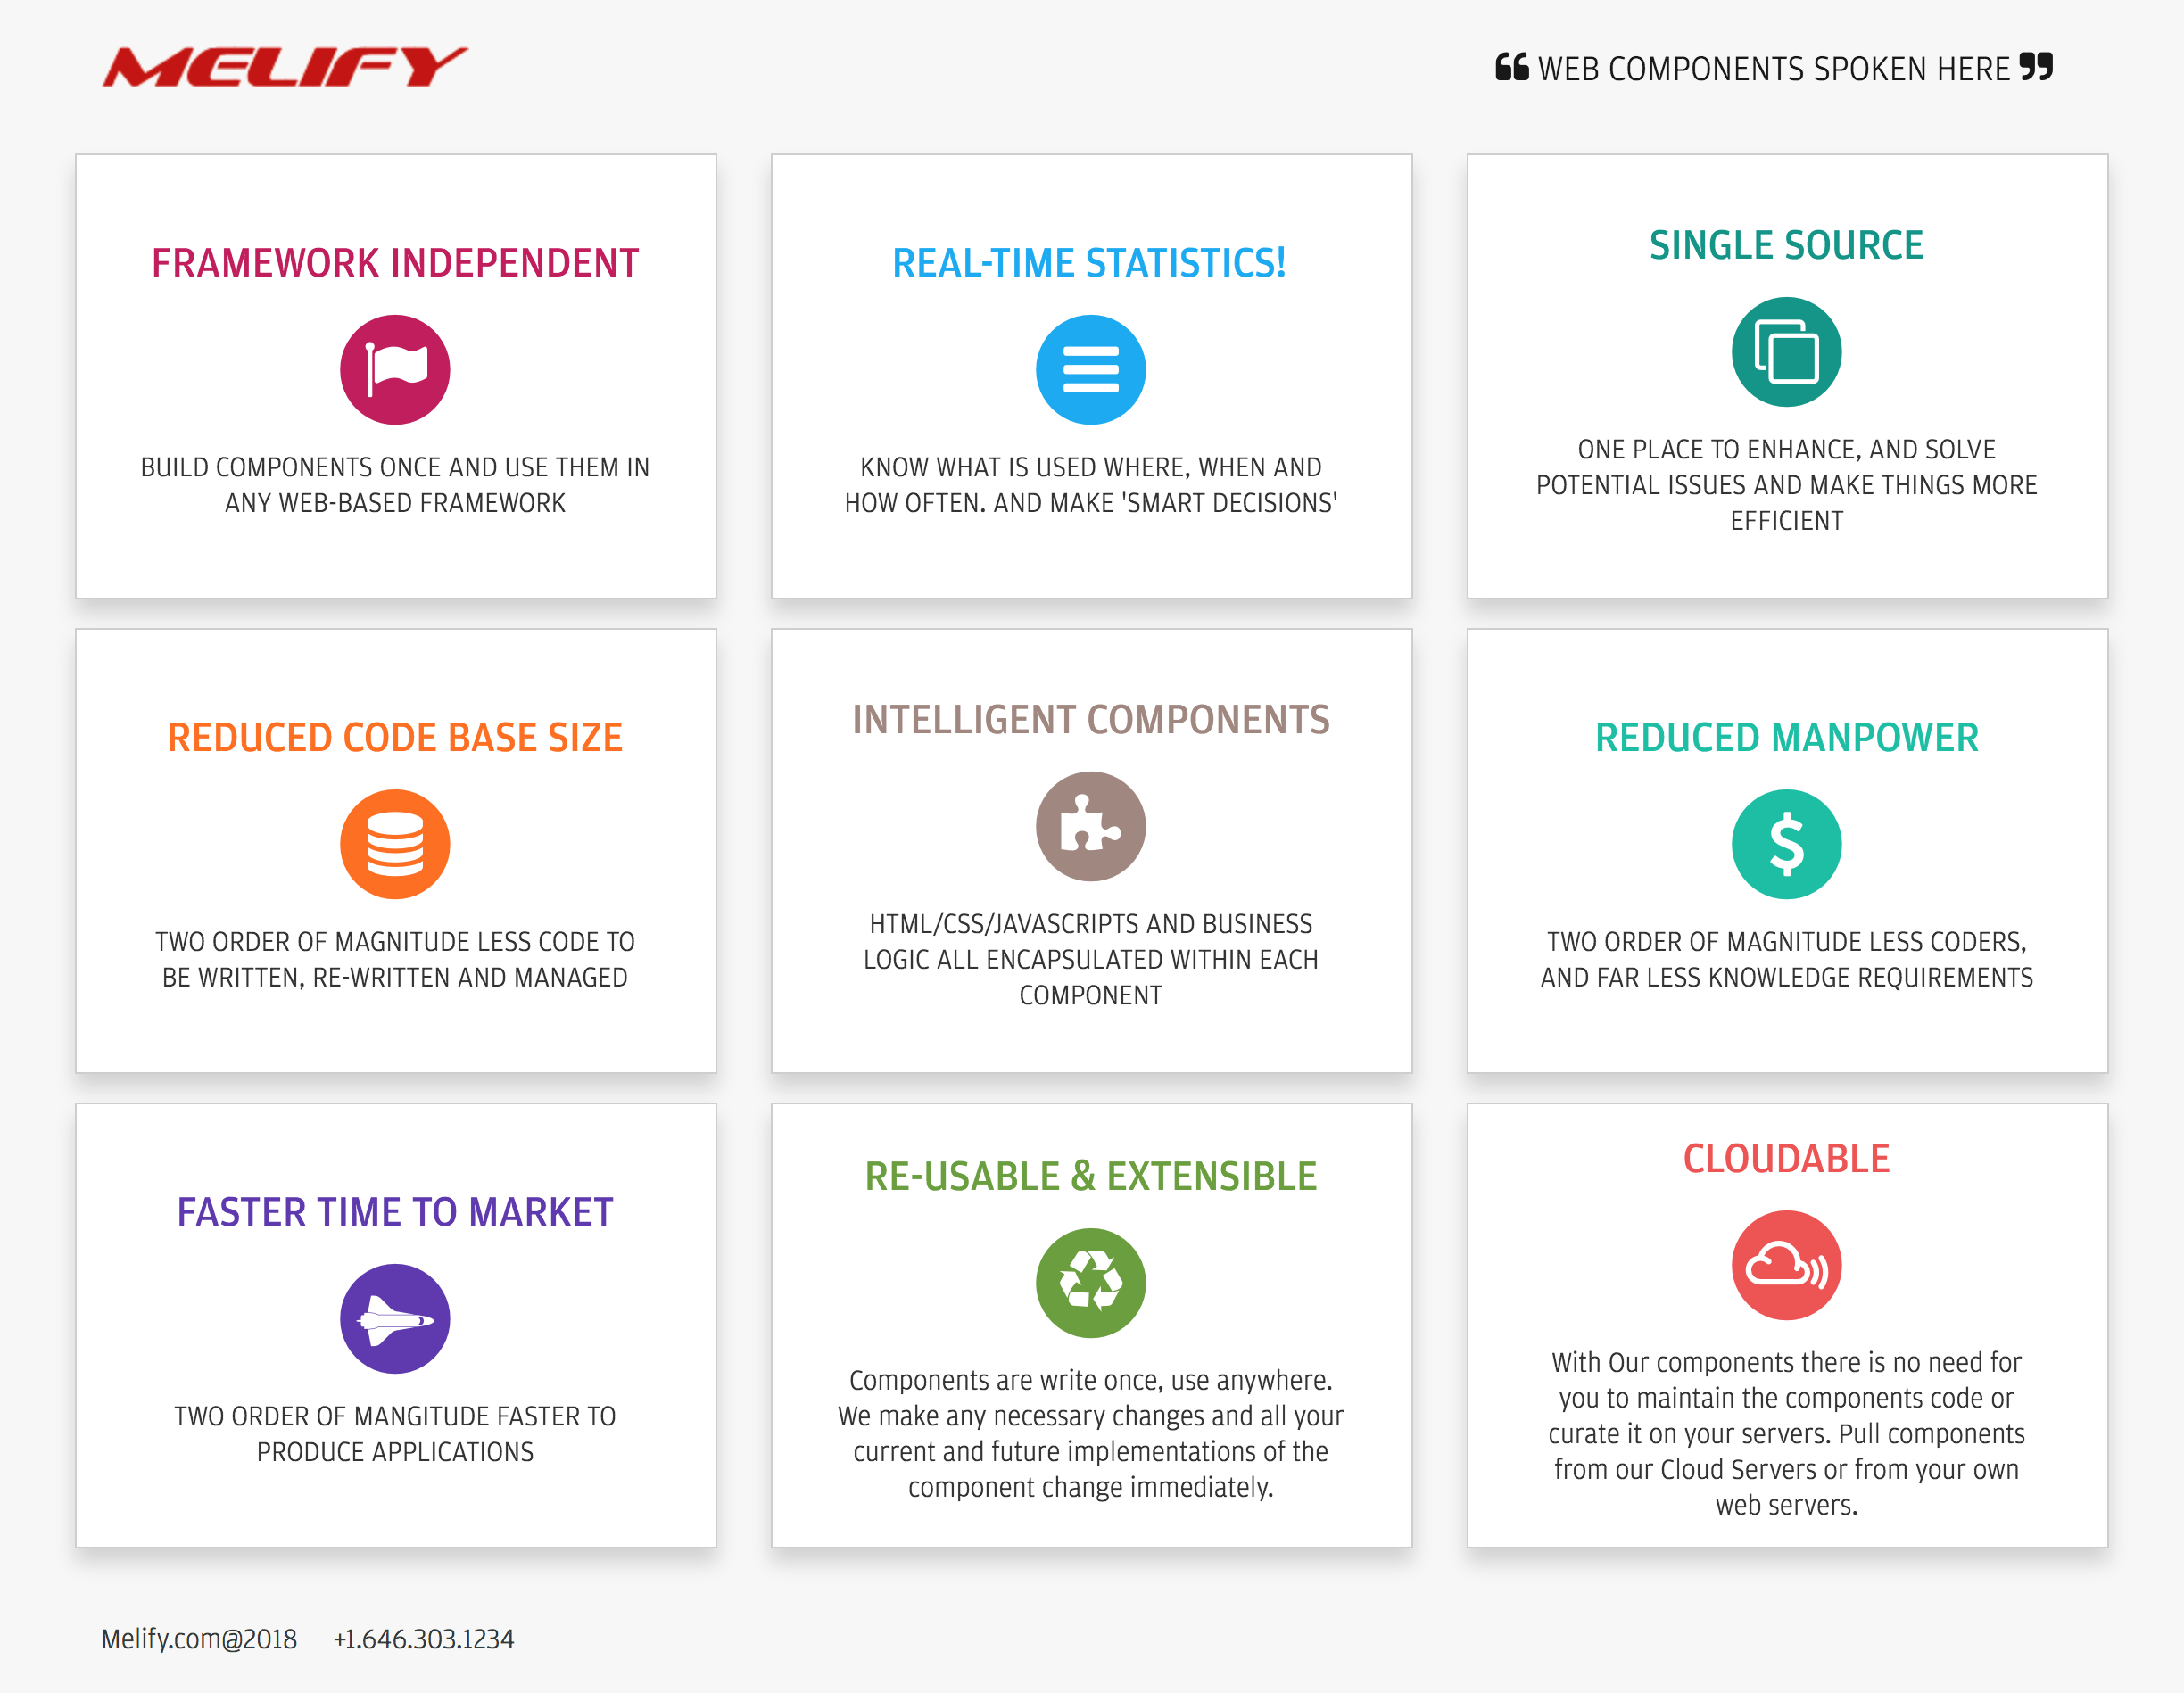 MELIFY
❝ WEB COMPONENTS SPOKEN HERE ❞
FRAMEWORK INDEPENDENT
BUILD COMPONENTS ONCE AND USE THEM IN
ANY WEB-BASED FRAMEWORK
REAL-TIME STATISTICS!
KNOW WHAT IS USED WHERE, WHEN AND
HOW OFTEN. AND MAKE 'SMART DECISIONS'
SINGLE SOURCE
ONE PLACE TO ENHANCE, AND SOLVE
POTENTIAL ISSUES AND MAKE THINGS MORE
EFFICIENT
REDUCED CODE BASE SIZE
TWO ORDER OF MAGNITUDE LESS CODE TO
BE WRITTEN, RE-WRITTEN AND MANAGED
INTELLIGENT COMPONENTS
HTML/CSS/JAVASCRIPTS AND BUSINESS
LOGIC ALL ENCAPSULATED WITHIN EACH
COMPONENT
REDUCED MANPOWER
$
TWO ORDER OF MAGNITUDE LESS CODERS,
AND FAR LESS KNOWLEDGE REQUIREMENTS
FASTER TIME TO MARKET
TWO ORDER OF MANGITUDE FASTER TO
PRODUCE APPLICATIONS
RE-USABLE & EXTENSIBLE
Components are write once, use anywhere.
We make any necessary changes and all your
current and future implementations of the
component change immediately.
CLOUDABLE
With Our components there is no need for
you to maintain the components code or
curate it on your servers. Pull components
from our Cloud Servers or from your own
web servers.
Melify.com@2018 +1.646.303.1234